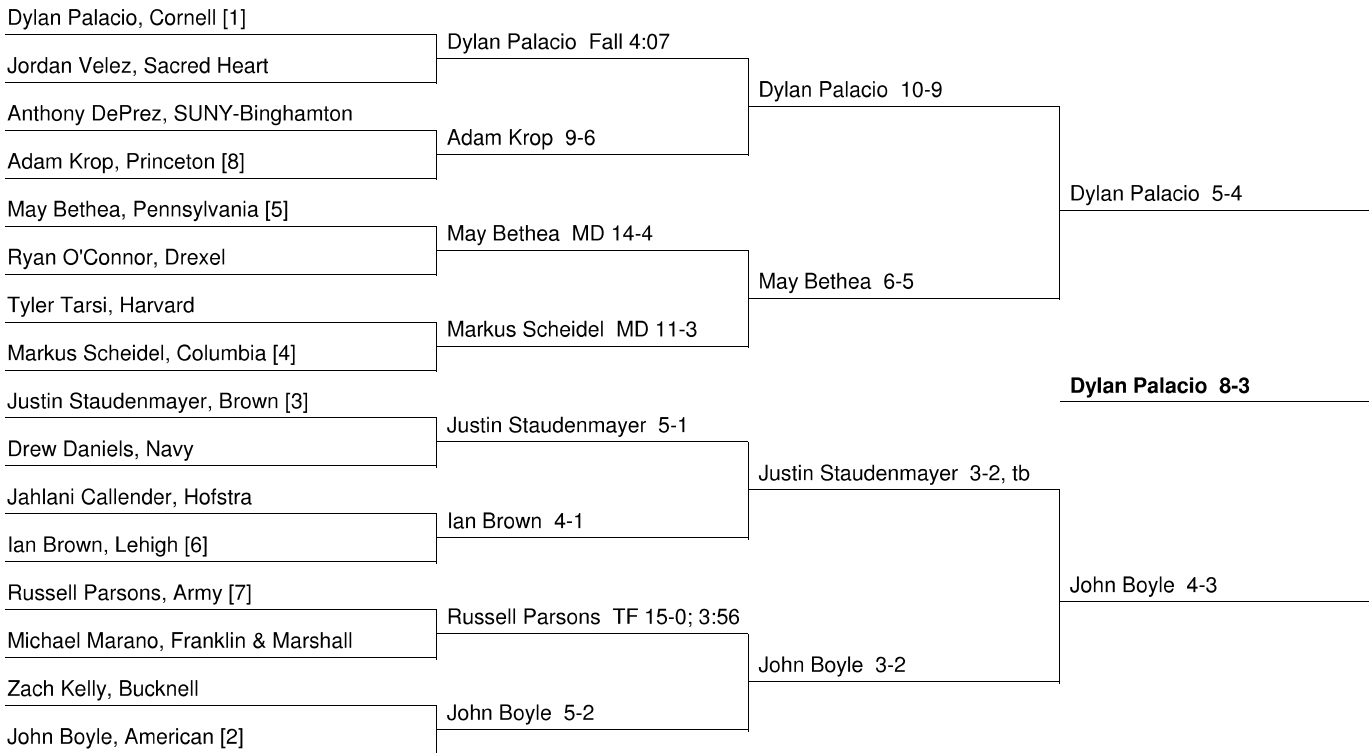 Dylan Palacio, Cornell [1]
Jordan Velez, Sacred Heart
Anthony DePrez, SUNY-Binghamton
Adam Krop, Princeton [8]
May Bethea, Pennsylvania [5]
Ryan O'Connor, Drexel
Tyler Tarsi, Harvard
Markus Scheidel, Columbia [4]
Justin Staudenmayer, Brown [3]
Drew Daniels, Navy
Jahlani Callender, Hofstra
Ian Brown, Lehigh [6]
Russell Parsons, Army [7]
Michael Marano, Franklin & Marshall
Zach Kelly, Bucknell
John Boyle, American [2]
Dylan Palacio Fall 4:07
Adam Krop 9-6
May Bethea MD 14-4
Markus Scheidel MD 11-3
Justin Staudenmayer 5-1
Ian Brown 4-1
Russell Parsons TF 15-0; 3:56
John Boyle 5-2
Dylan Palacio 10-9
May Bethea 6-5
Justin Staudenmayer 3-2, tb
John Boyle 3-2
Dylan Palacio 5-4
Dylan Palacio 8-3
John Boyle 4-3